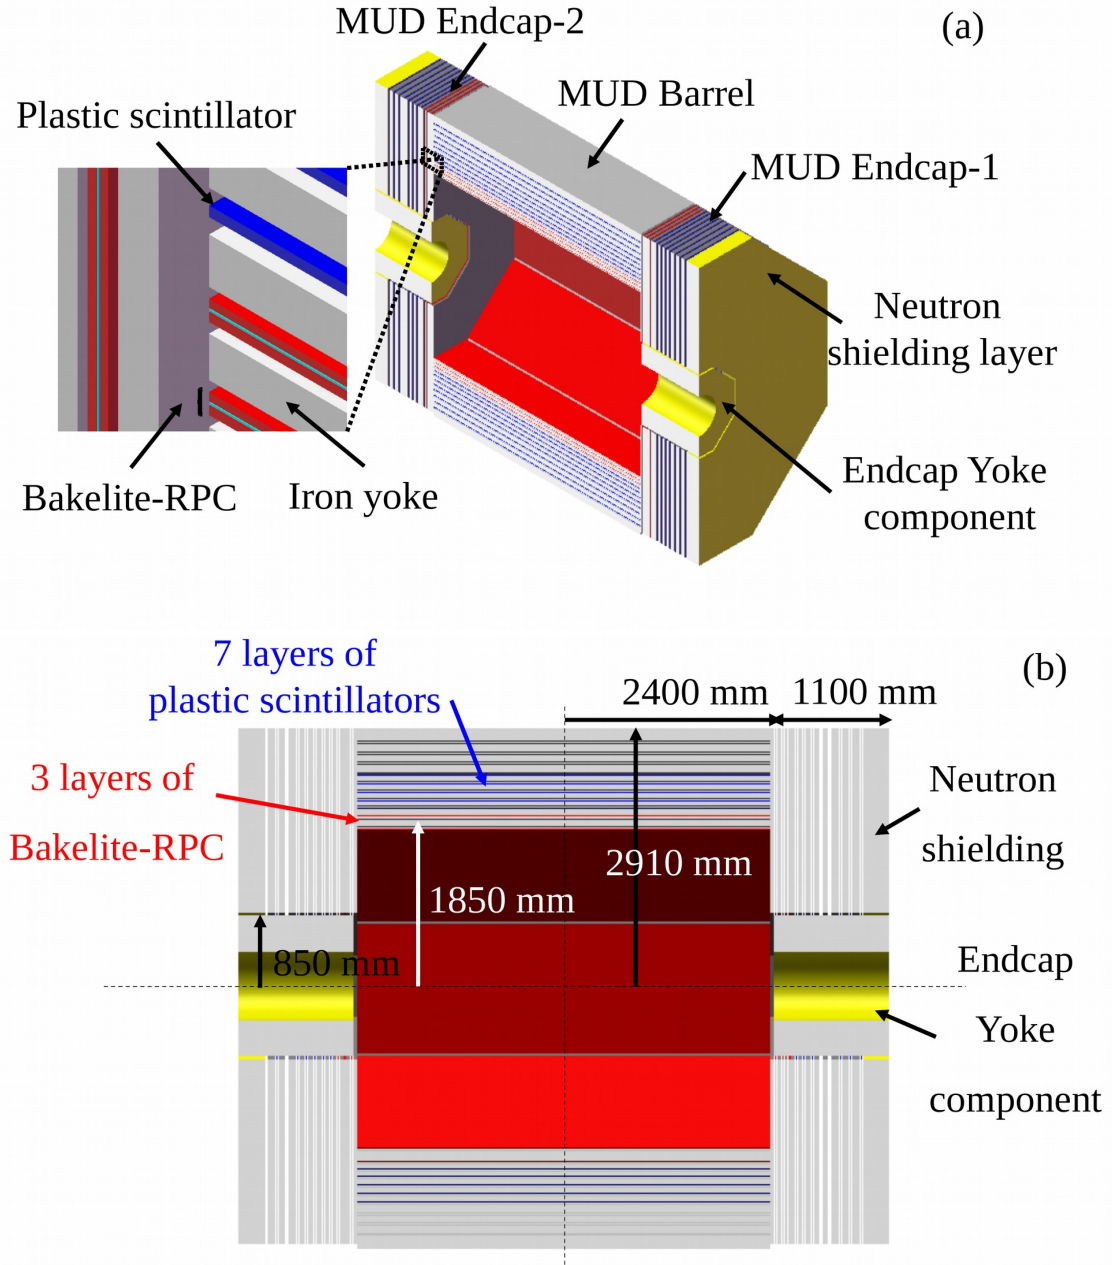 MUD Endcap-2
(a)
MUD Barrel
Plastic scintillator
MUD Endcap-1
Neutron
shielding layer
Endcap Yoke
component
Bakelite-RPC
Iron yoke
7 layers of
plastic scintillators
(b)
2400 mm
1100 mm
3 layers of
Bakelite-RPC
Neutron
shielding
2910 mm
1850 mm
850 mm
Endcap
Yoke
component